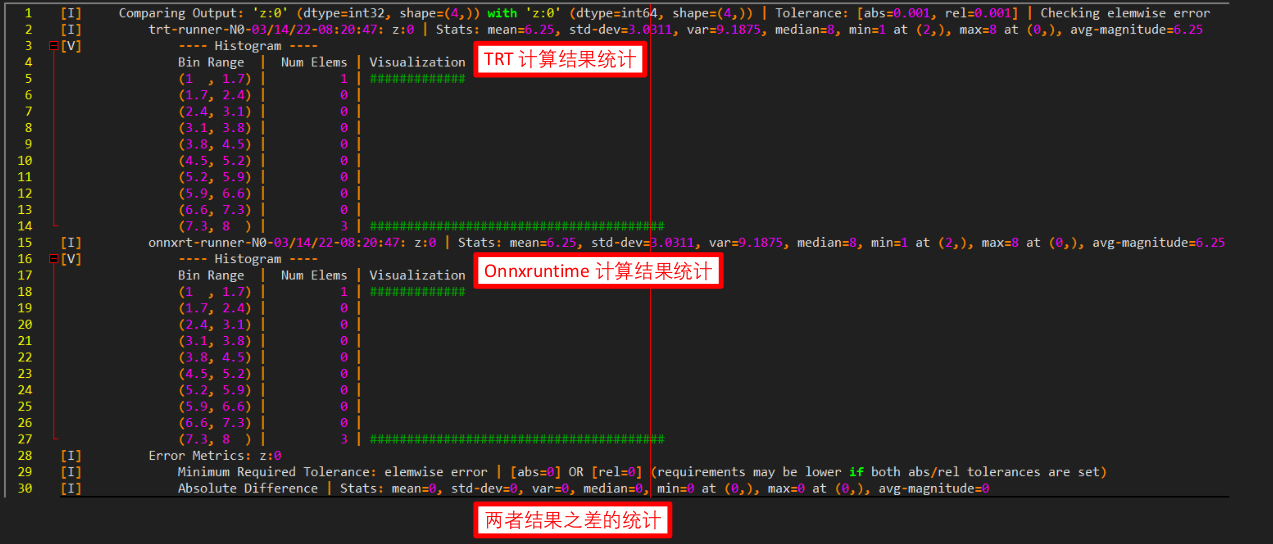 1 [I] Comparing Output: 'z:0' (dtype=int32, shape=(4,)) with 'z:0' (dtype=int64, shape=(4,)) | Tolerance: [abs=0.001, rel=0.001] | Checking elemwise error
2 [I] trt-runner-N0-03/14/22-08:20:47: z:0 | Stats: mean=6.25, std-dev=3.0311, var=9.1875, median=8, min=1 at (2,), max=8 at (0,), avg-magnitude=6.25
3 [V] ---- Histogram ----
4 Bin Range | Num Elems | Visualization
TRT 计算结果统计
5 (1 , 1.7) | 1 | #############
6 (1.7, 2.4) | 0 |
7 (2.4, 3.1) | 0 |
8 (3.1, 3.8) | 0 |
9 (3.8, 4.5) | 0 |
10 (4.5, 5.2) | 0 |
11 (5.2, 5.9) | 0 |
12 (5.9, 6.6) | 0 |
13 (6.6, 7.3) | 0 |
14 (7.3, 8 ) | 3 | ########################################
15 [I] onnxrt-runner-N0-03/14/22-08:20:47: z:0 | Stats: mean=6.25, std-dev=3.0311, var=9.1875, median=8, min=1 at (2,), max=8 at (0,), avg-magnitude=6.25
16 [V] ---- Histogram ----
17 Bin Range | Num Elems | Visualization
Onnxruntime 计算结果统计
18 (1 , 1.7) | 1 | #############
19 (1.7, 2.4) | 0 |
20 (2.4, 3.1) | 0 |
21 (3.1, 3.8) | 0 |
22 (3.8, 4.5) | 0 |
23 (4.5, 5.2) | 0 |
24 (5.2, 5.9) | 0 |
25 (5.9, 6.6) | 0 |
26 (6.6, 7.3) | 0 |
27 (7.3, 8 ) | 3 | ########################################
28 [I] Error Metrics: z:0
29 [I] Minimum Required Tolerance: elemwise error | [abs=0] OR [rel=0] (requirements may be lower if both abs/rel tolerances are set)
30 [I] Absolute Difference | Stats: mean=0, std-dev=0, var=0, median=0, min=0 at (0,), max=0 at (0,), avg-magnitude=0
两者结果之差的统计